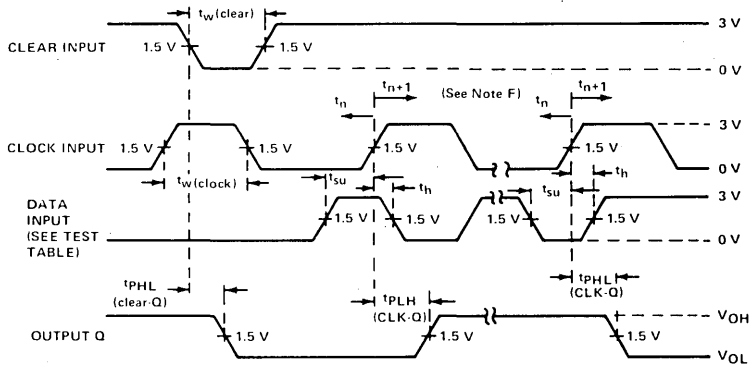 tw(clear)
3 V
CLEAR INPUT
1.5 V
1.5 V
0 V
tn
tn+1
(See Note F)
tn
tn+1
3 V
CLOCK INPUT
1.5 V
1.5 V
1.5 V
1.5 V
0 V
tw(clock)
tsu
th
tsu
th
DATA
INPUT
(SEE TEST
TABLE)
3 V
1.5 V
1.5 V
1.5 V
1.5 V
0 V
tPHL
(clear-Q)
tPLH
(CLK-Q)
tPHL
(CLK-Q)
OUTPUT Q
VOH
1.5 V
1.5 V
1.5 V
VOL